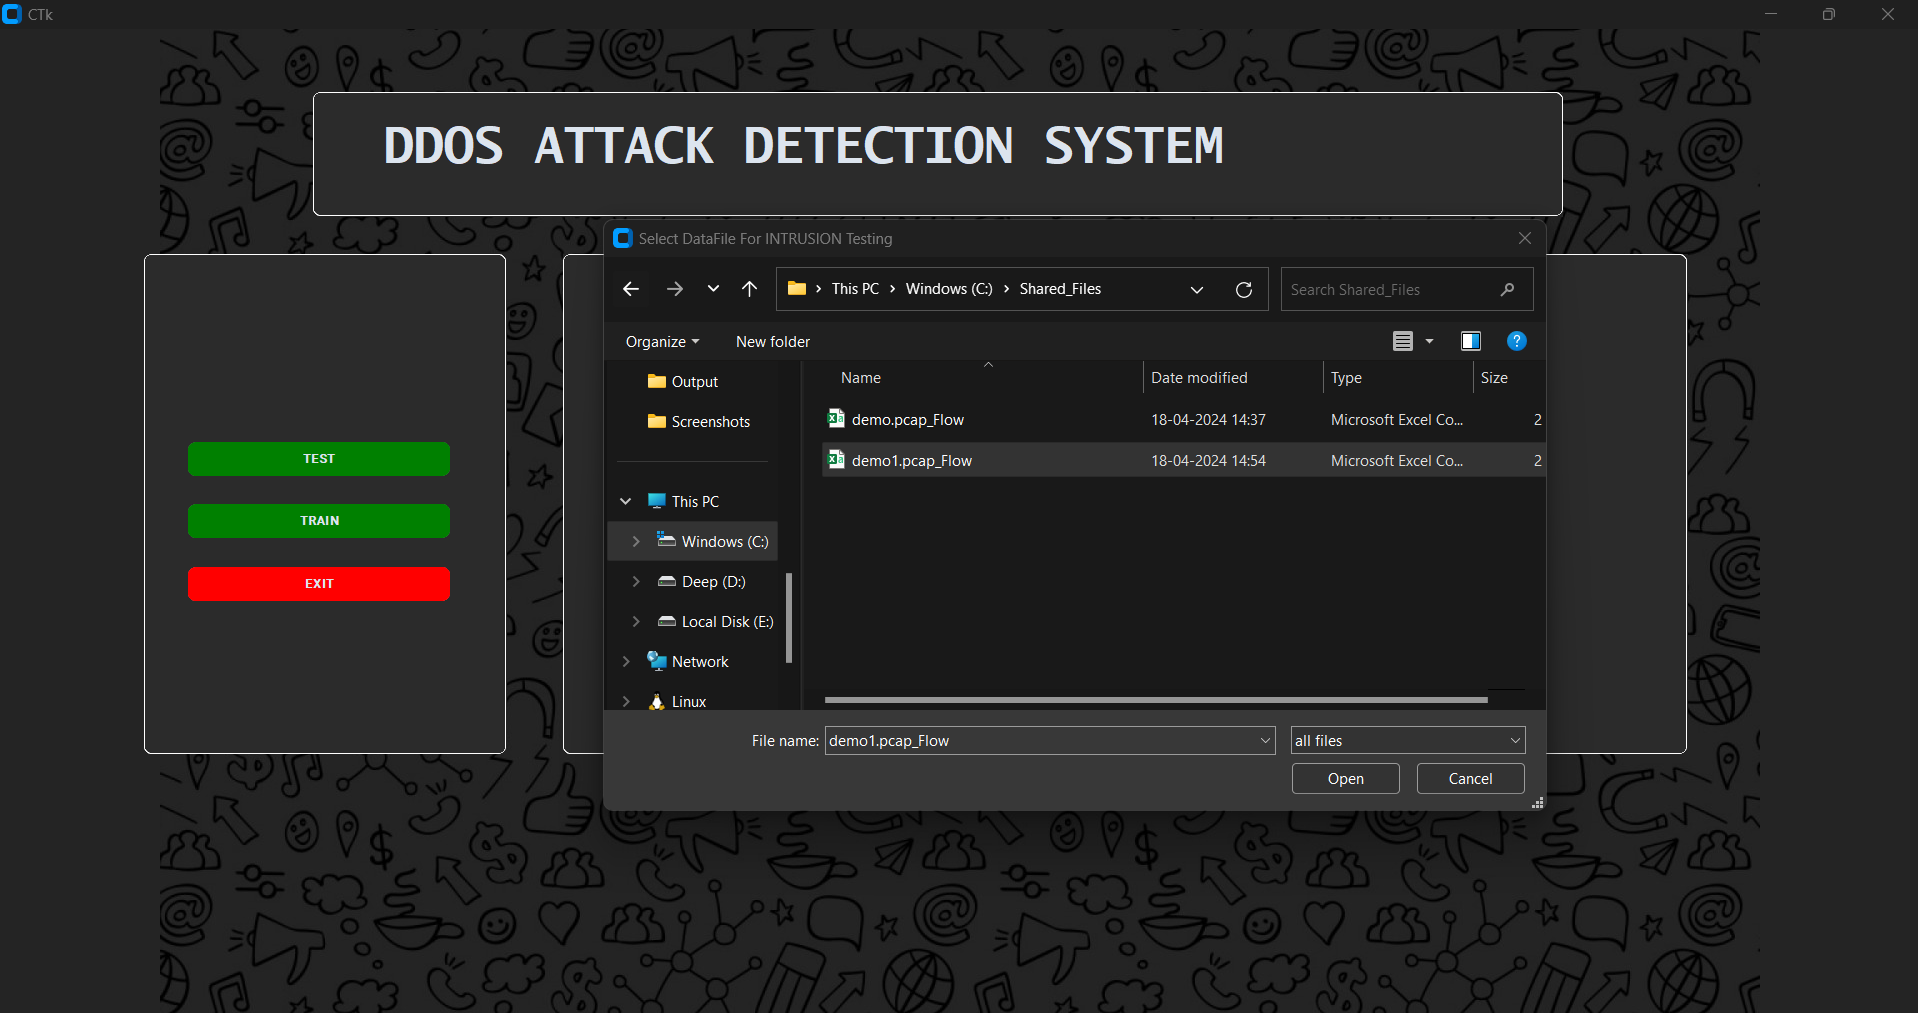 CTk
DDOS ATTACK DETECTION SYSTEM
TEST
TRAIN
EXIT
Select DataFile For INTRUSION Testing
This PC > Windows (C:) > Shared_Files
Search Shared_Files
Organize
New folder
Output
Screenshots
This PC
Windows (C:)
Deep (D:)
Local Disk (E:)
Network
Linux
Name Date modified Type Size
demo.pcap_Flow 18-04-2024 14:37 Microsoft Excel Co... 2
demo1.pcap_Flow 18-04-2024 14:54 Microsoft Excel Co... 2
File name: demo1.pcap_Flow
all files
Open
Cancel